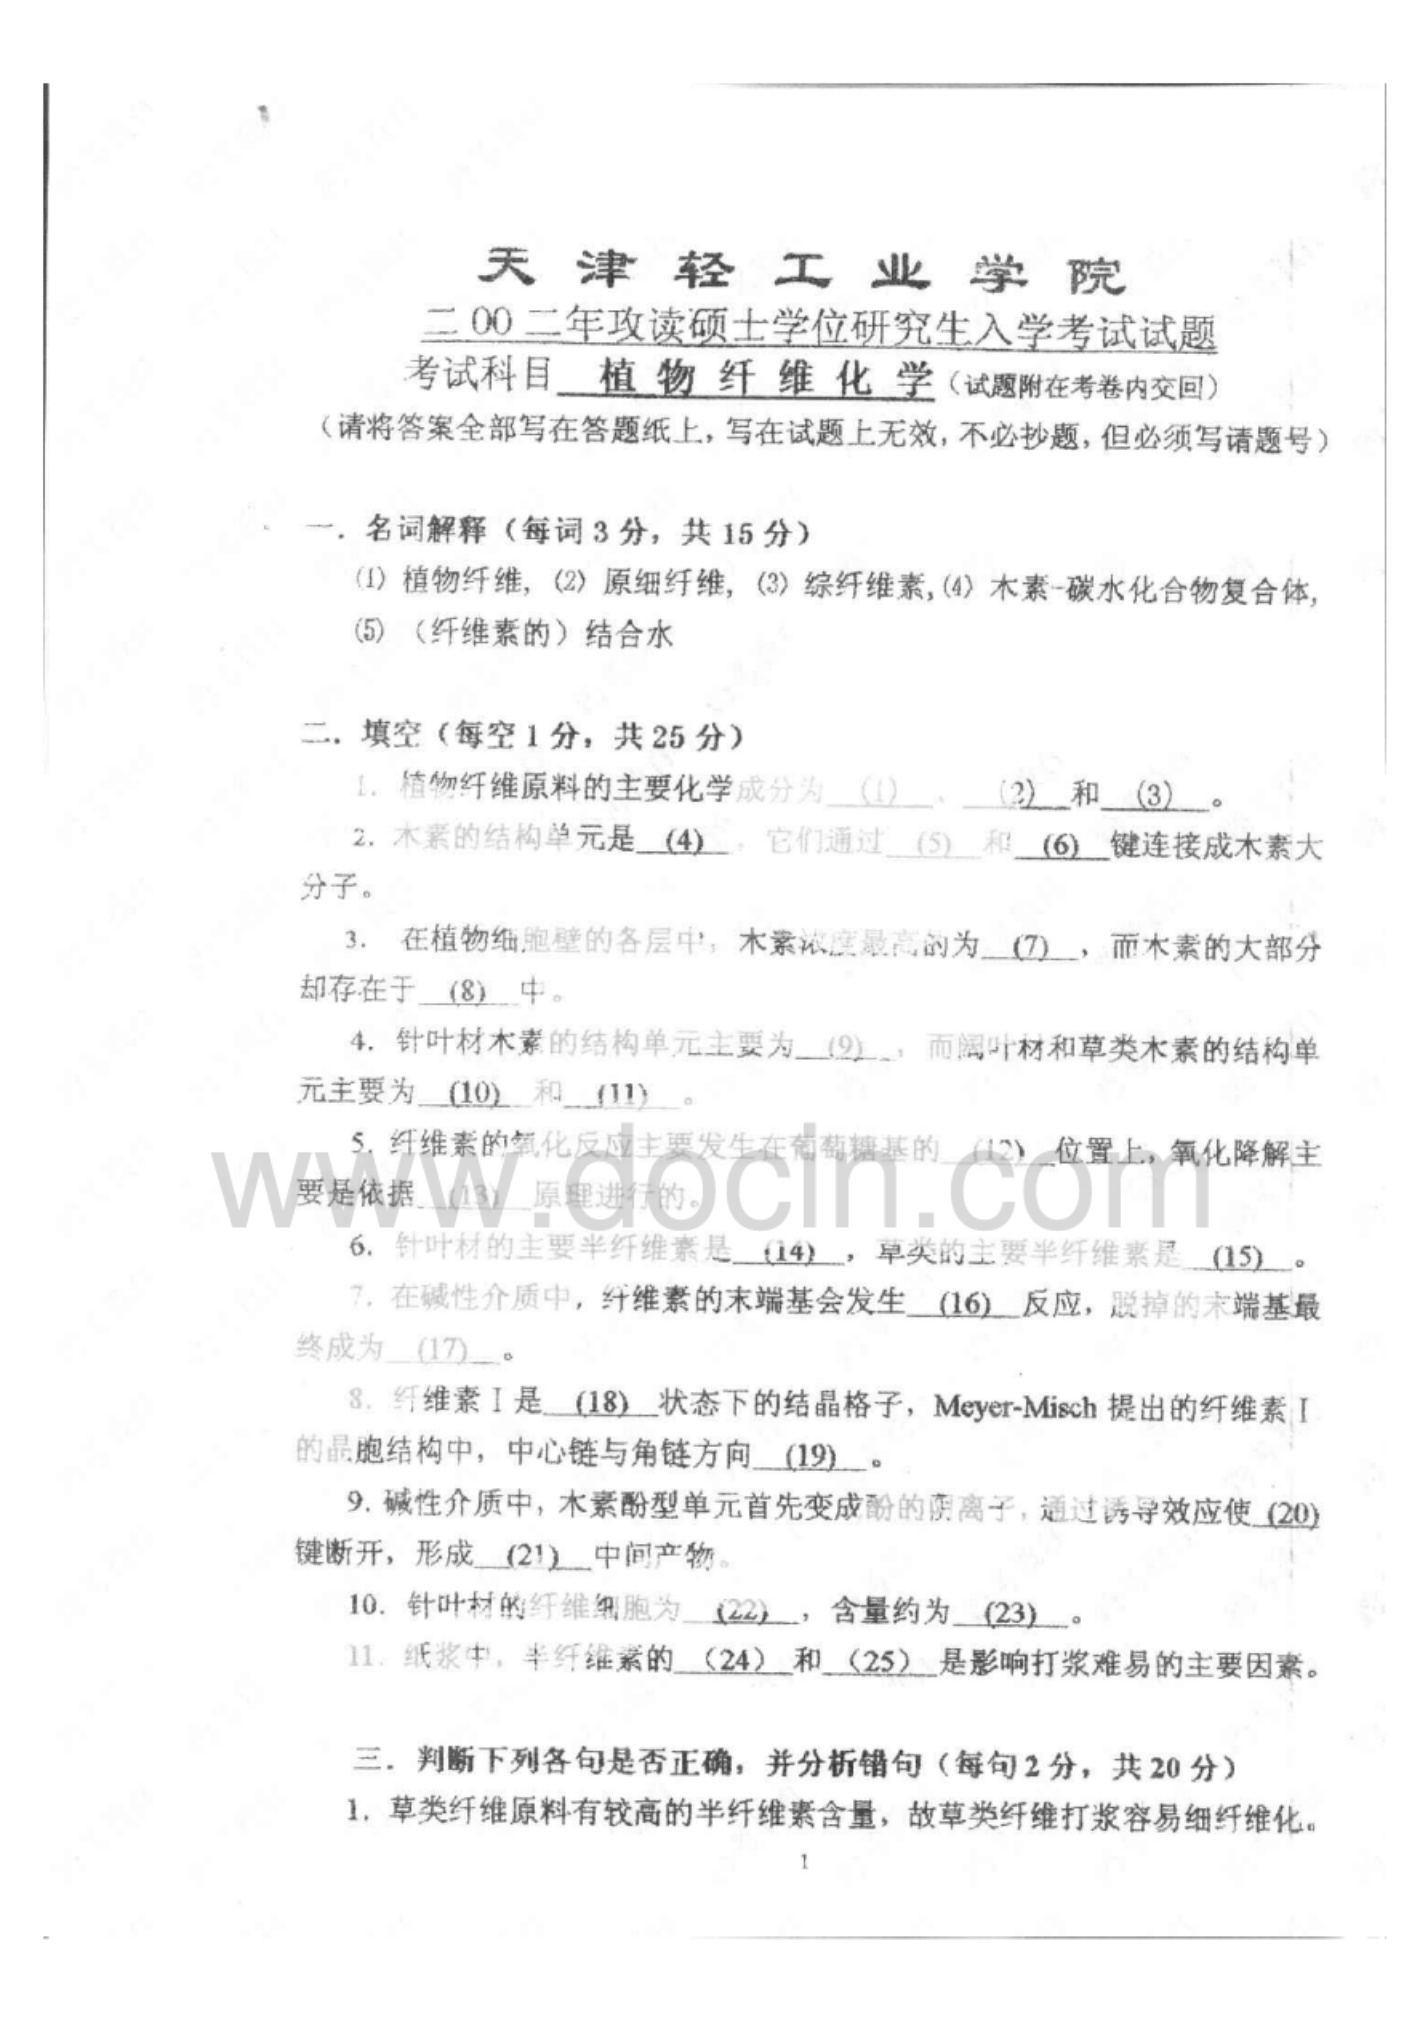 天津轻工业学院
二00二年攻读硕士学位研究生入学考试试题
考试科目 植物纤维化学(试题附在考卷内交回)
(请将答案全部写在答题纸上,写在试题上无效,不必抄题,但必须写请题号)
一. 名词解释(每词3分,共15分)
(1) 植物纤维, (2) 原细纤维, (3) 综纤维素,(4) 木素-碳水化合物复合体,
(5) (纤维素的)结合水
二. 填空(每空1分,共25分)
1. 植物纤维原料的主要化学成分为 (1) 、 (2) 和 (3) 。
2. 木素的结构单元是 (4) ,它们通过 (5) 和 (6) 键连接成木素大
分子。
3. 在植物细胞壁的各层中,木素浓度最高的为 (7) ,而木素的大部分
却存在于 (8) 中。
4. 针叶材木素的结构单元主要为 (9) ,而阔叶材和草类木素的结构单
元主要为 (10) 和 (11) 。
5. 纤维素的氧化反应主要发生在葡萄糖基的 (12) 位置上,氧化降解主
要是依据 (13) 原理进行的。
6. 针叶材的主要半纤维素是 (14) ,草类的主要半纤维素是 (15) 。
7. 在碱性介质中,纤维素的末端基会发生 (16) 反应,脱掉的末端基最
终成为 (17) 。
8. 纤维素Ⅰ是 (18) 状态下的结晶格子,Meyer-Misch 提出的纤维素Ⅰ
的晶胞结构中,中心链与角链方向 (19) 。
9. 碱性介质中,木素酚型单元首先变成酚的阴离子,通过诱导效应使 (20)
键断开,形成 (21) 中间产物。
10. 针叶材的纤维细胞为 (22) ,含量约为 (23) 。
11. 纸浆中,半纤维素的 (24) 和 (25) 是影响打浆难易的主要因素。
三. 判断下列各句是否正确,并分析错句(每句2分,共20分)
1. 草类纤维原料有较高的半纤维素含量,故草类纤维打浆容易细纤维化。
1
www.docin.com